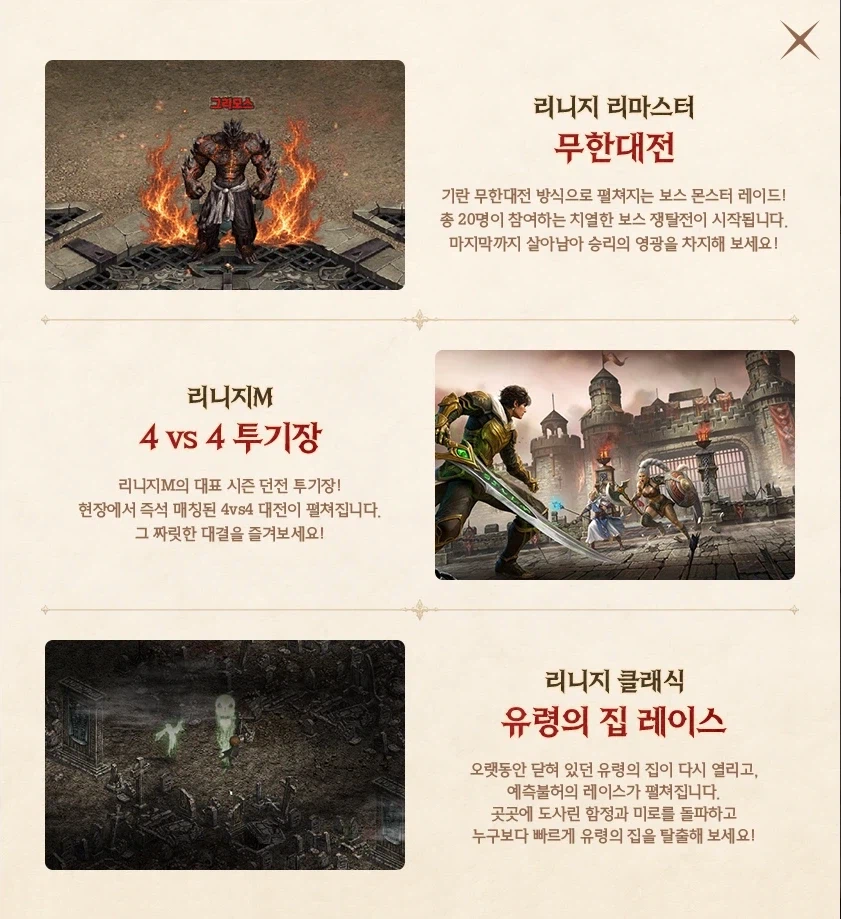 그리모스
리니지 리마스터
무한대전
기란 무한대전 방식으로 펼쳐지는 보스 몬스터 레이드!
총 20명이 참여하는 치열한 보스 쟁탈전이 시작됩니다.
마지막까지 살아남아 승리의 영광을 차지해 보세요!
리니지M
4 vs 4 투기장
리니지M의 대표 시즌 던전 투기장!
현장에서 즉석 매칭된 4vs4 대전이 펼쳐집니다.
그 짜릿한 대결을 즐겨보세요!
리니지 클래식
유령의 집 레이스
오랫동안 닫혀 있던 유령의 집이 다시 열리고,
예측불허의 레이스가 펼쳐집니다.
곳곳에 도사린 함정과 미로를 돌파하고
누구보다 빠르게 유령의 집을 탈출해 보세요!